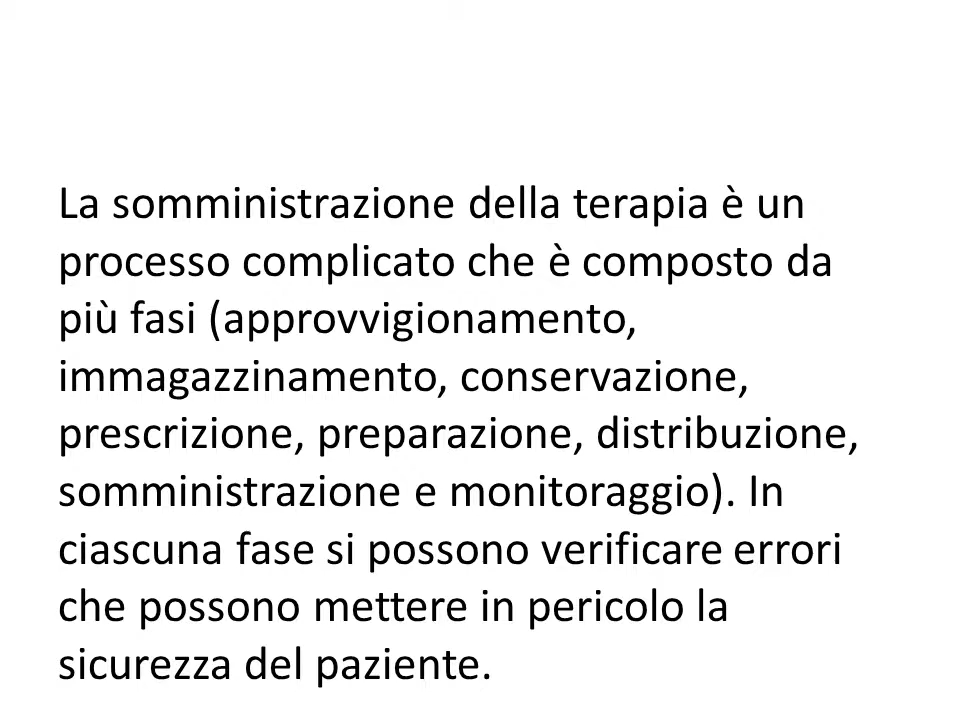 La somministrazione della terapia è un
processo complicato che è composto da
più fasi (approvvigionamento,
immagazzinamento, conservazione,
prescrizione, preparazione, distribuzione,
somministrazione e monitoraggio). In
ciascuna fase si possono verificare errori
che possono mettere in pericolo la
sicurezza del paziente.